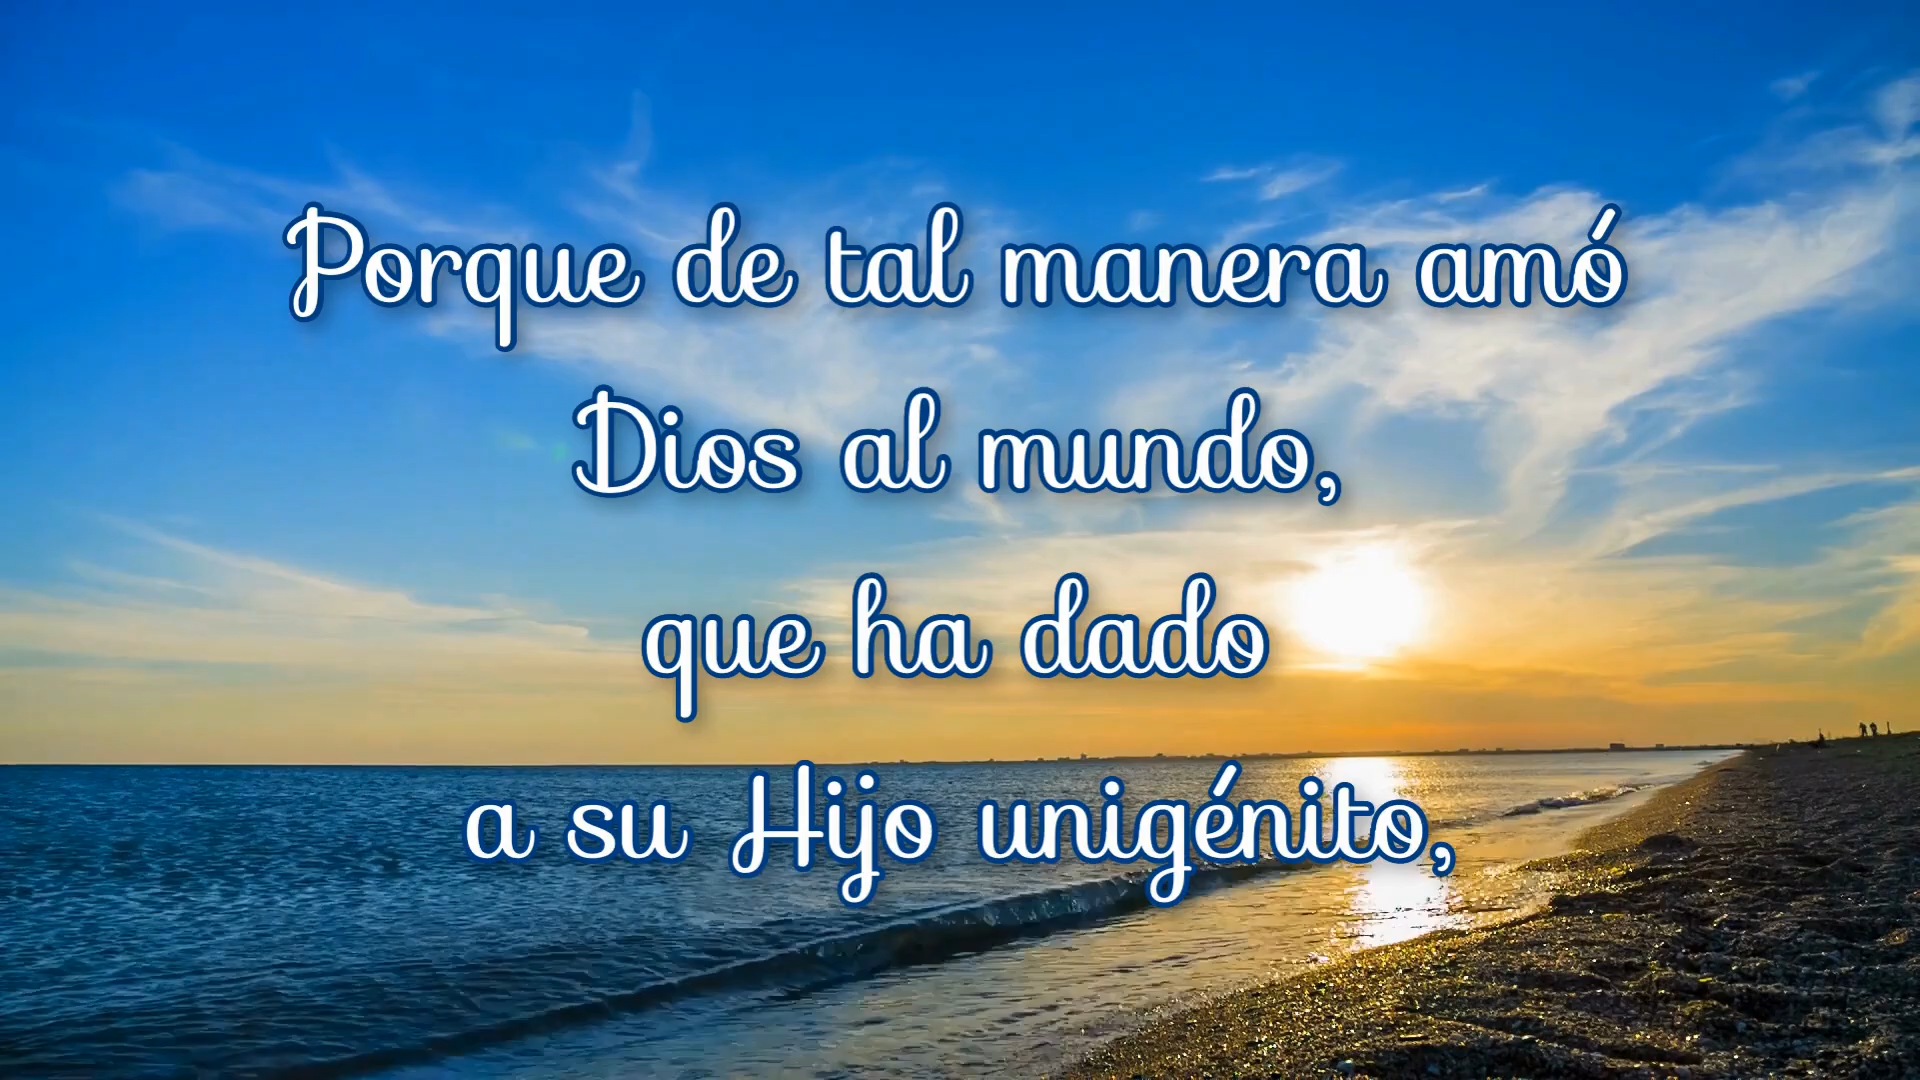 Porque de tal manera amó
Dios al mundo,
que ha dado
a su Hijo unigénito,